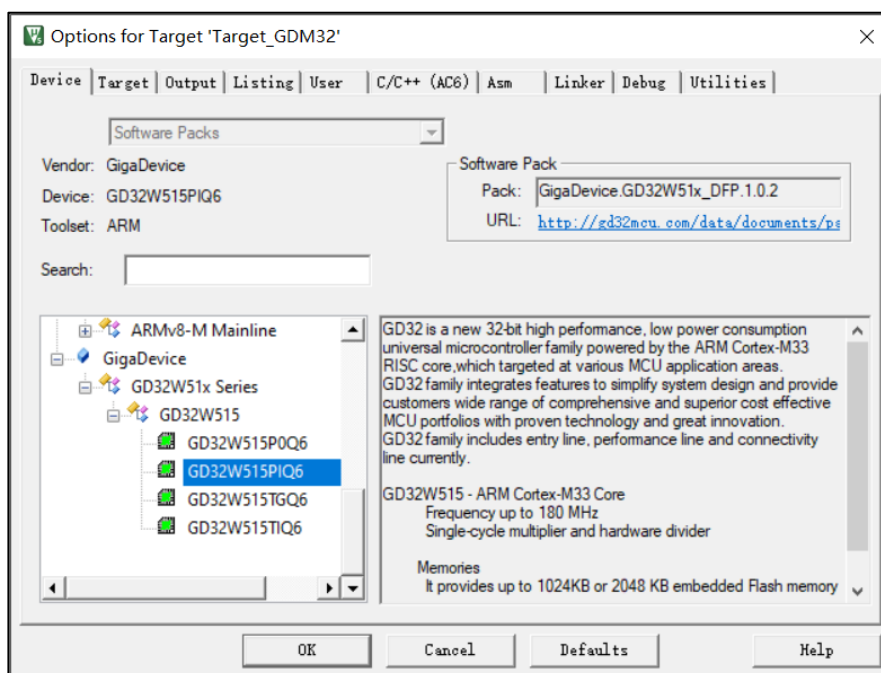 Options for Target 'Target_GDM32'
Device Target Output Listing User C/C++ (AC6) Asm Linker Debug Utilities
Software Packs
Vendor: GigaDevice
Device: GD32W515PIQ6
Toolset: ARM
Search:
Software Pack
Pack: GigaDevice.GD32W51x_DFP.1.0.2
URL: http://gd32mcu.com/data/documents/ps
ARMv8-M Mainline
GigaDevice
GD32W51x Series
GD32W515
GD32W515P0Q6
GD32W515PIQ6
GD32W515TGQ6
GD32W515TIQ6
GD32 is a new 32-bit high performance, low power consumption
universal microcontroller family powered by the ARM Cortex-M33
RISC core,which targeted at various MCU application areas.
GD32 family integrates features to simplify system design and provide
customers wide range of comprehensive and superior cost effective
MCU portfolios with proven technology and great innovation.
GD32 family includes entry line, performance line and connectivity
line currently.
GD32W515 - ARM Cortex-M33 Core
Frequency up to 180 MHz
Single-cycle multiplier and hardware divider
Memories
It provides up to 1024KB or 2048 KB embedded Flash memory
OK Cancel Defaults Help